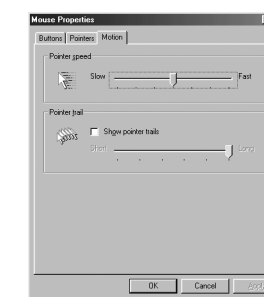 Mouse Properties
Buttons Pointers Motion
Pointer speed
Slow Fast
Pointer trail
Show pointer trails
Short Long
OK Cancel Apply